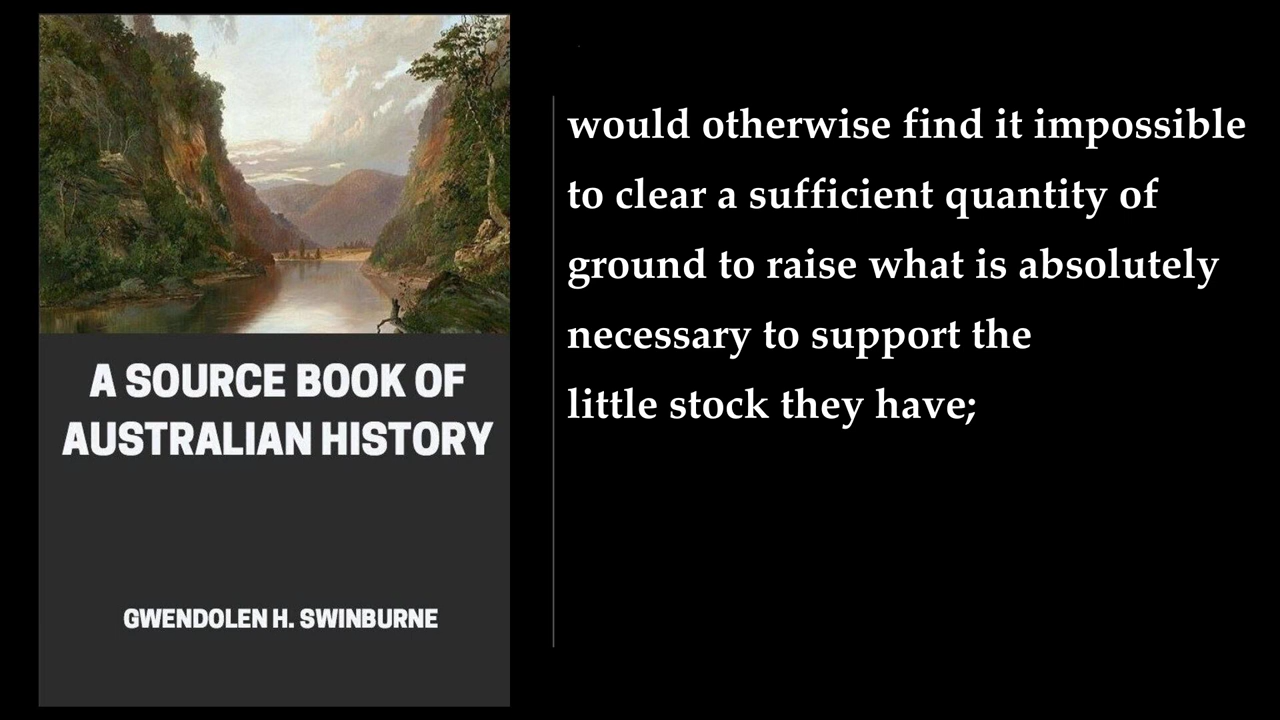 A SOURCE BOOK OF
AUSTRALIAN HISTORY
GWENDOLEN H. SWINBURNE
would otherwise find it impossible
to clear a sufficient quantity of
ground to raise what is absolutely
necessary to support the
little stock they have;